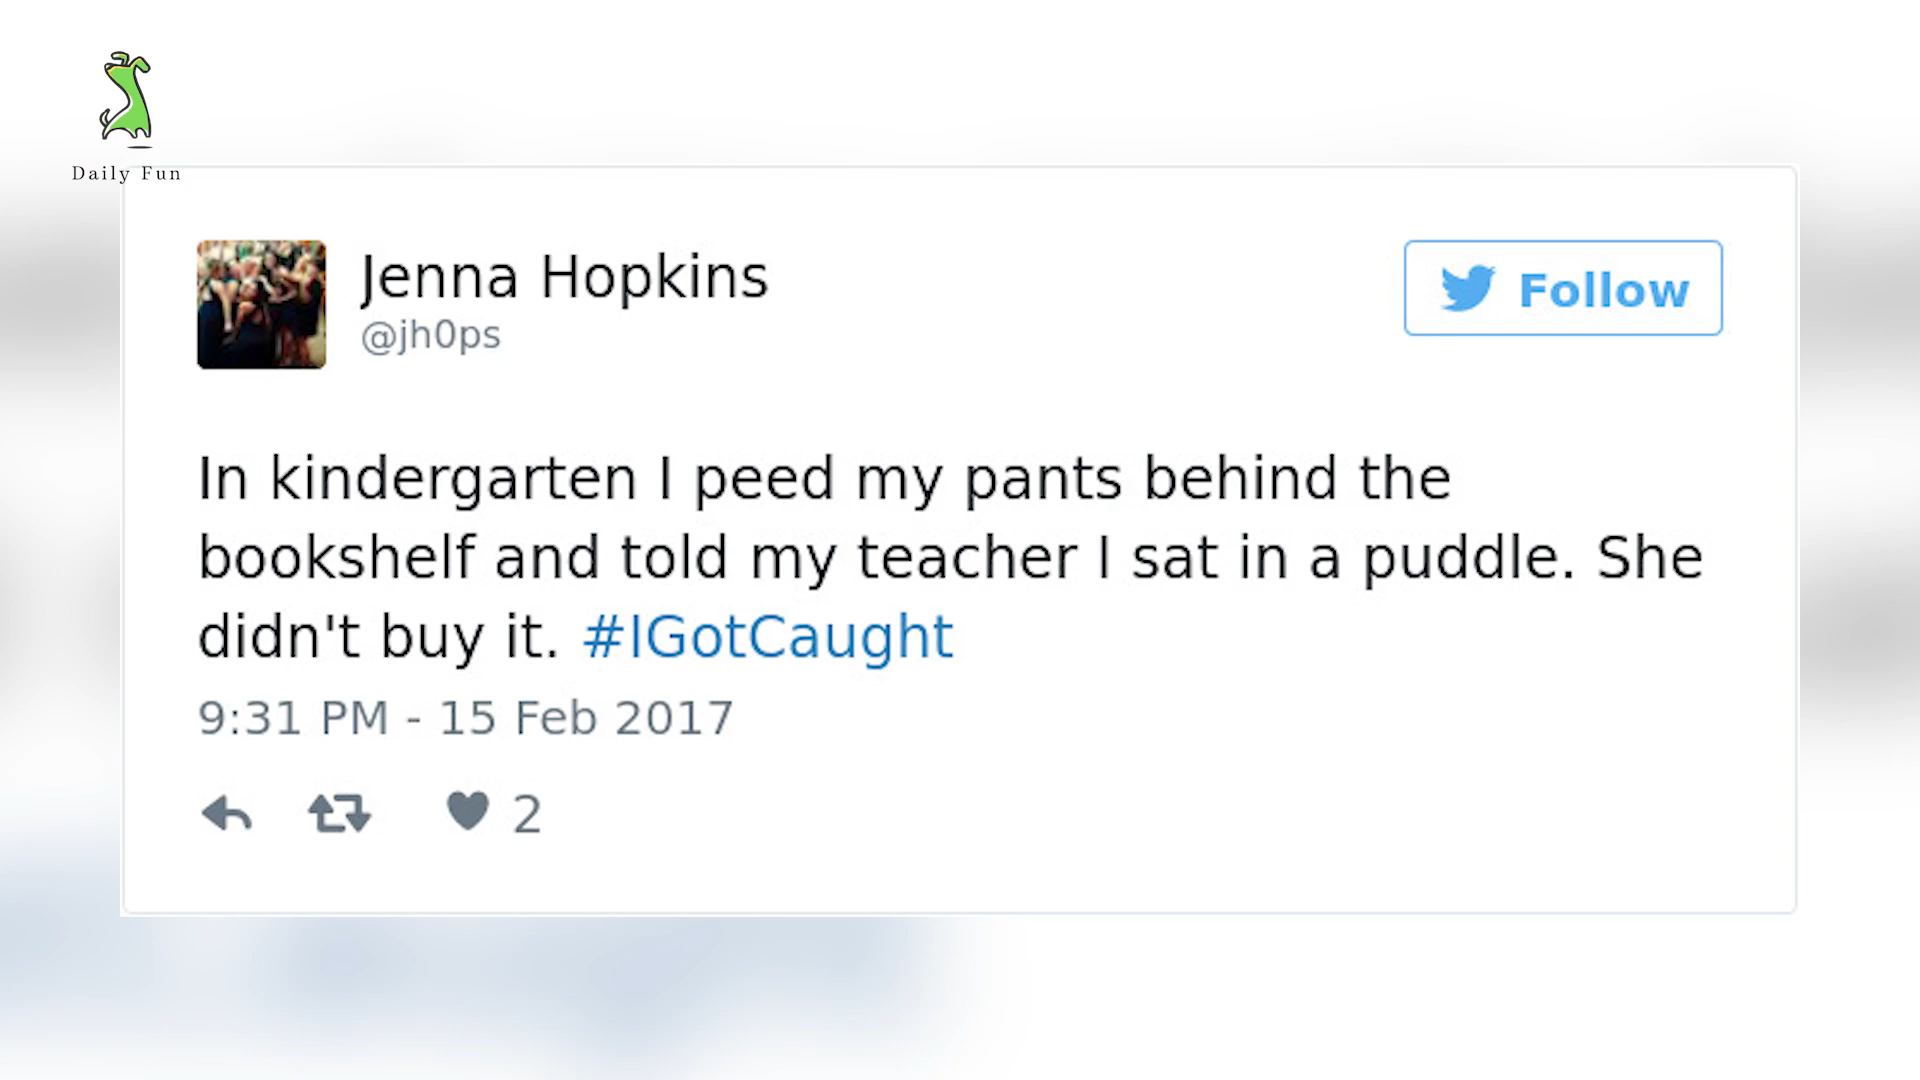 Daily Fun
Jenna Hopkins
@jh0ps
Follow
In kindergarten I peed my pants behind the
bookshelf and told my teacher I sat in a puddle. She
didn't buy it. #IGotCaught
9:31 PM - 15 Feb 2017
2